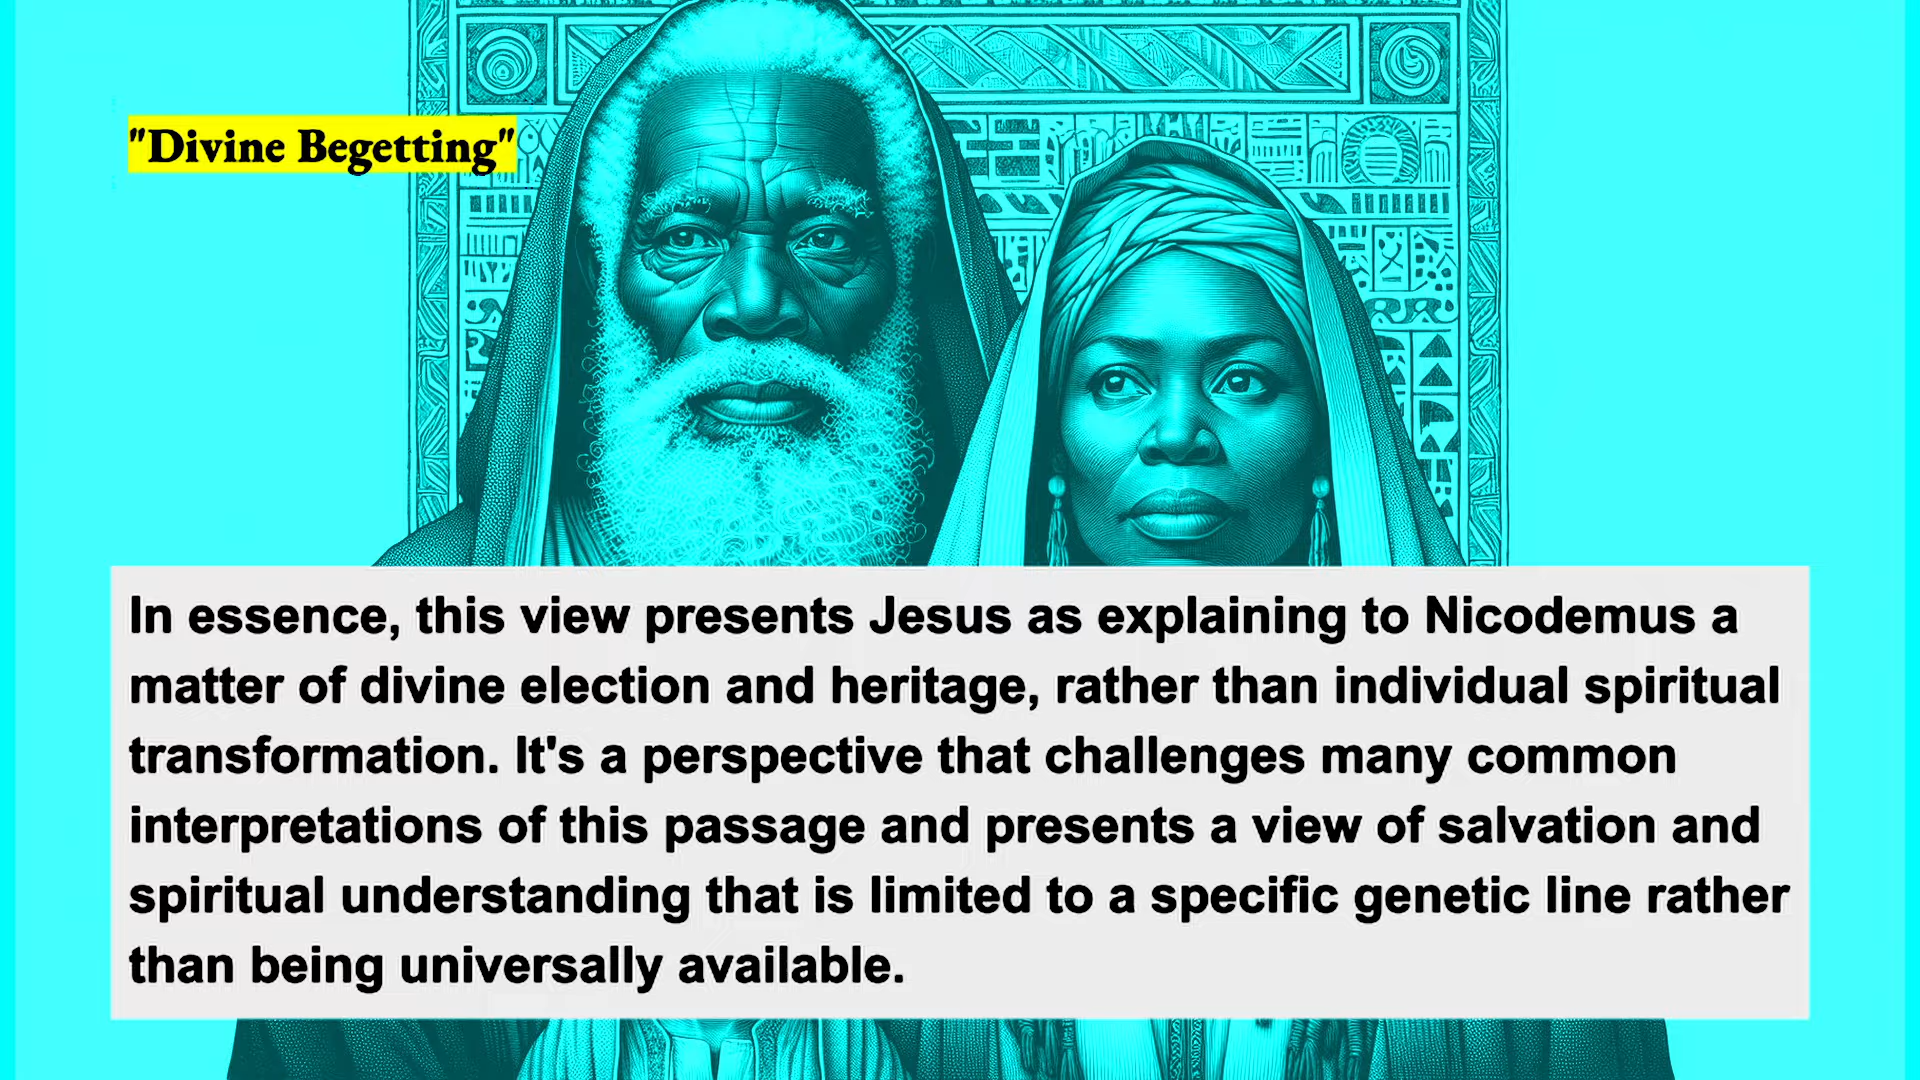 "Divine Begetting"
In essence, this view presents Jesus as explaining to Nicodemus a
matter of divine election and heritage, rather than individual spiritual
transformation. It's a perspective that challenges many common
interpretations of this passage and presents a view of salvation and
spiritual understanding that is limited to a specific genetic line rather
than being universally available.